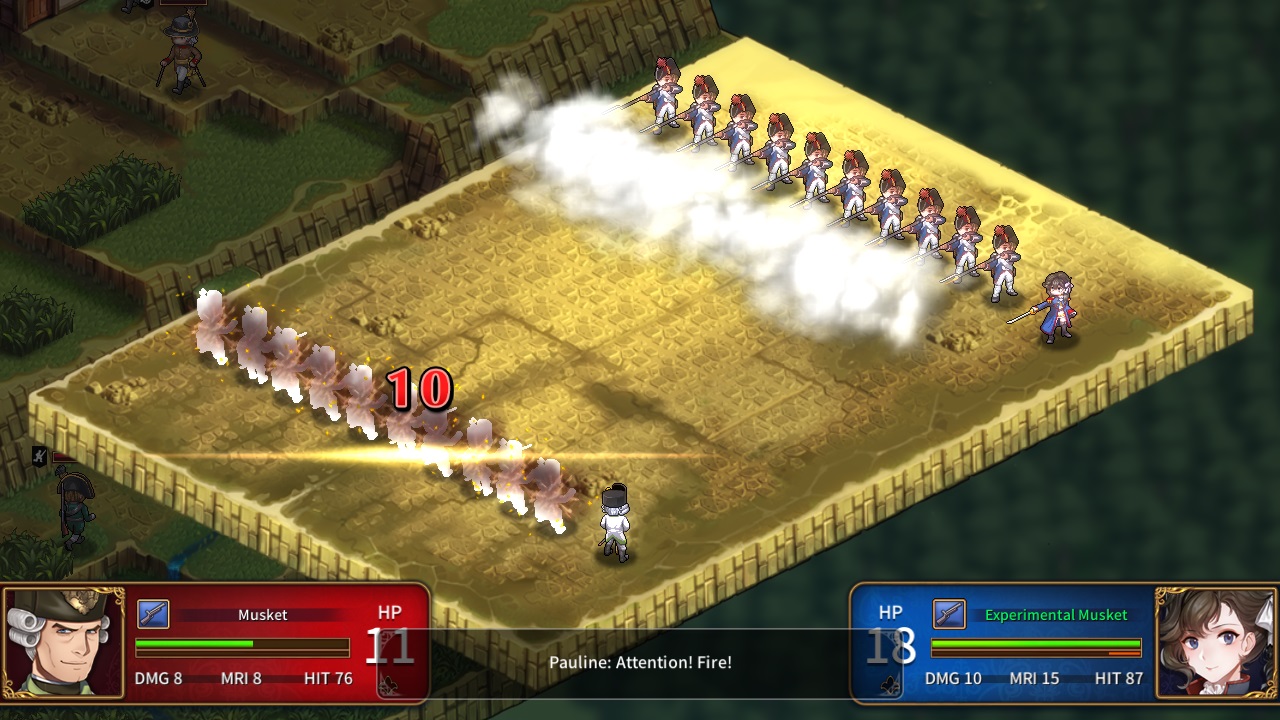 10
Musket
HP
11
DMG 8 MRI 8 HIT 76
Pauline: Attention! Fire!
HP
18
Experimental Musket
DMG 10 MRI 15 HIT 87